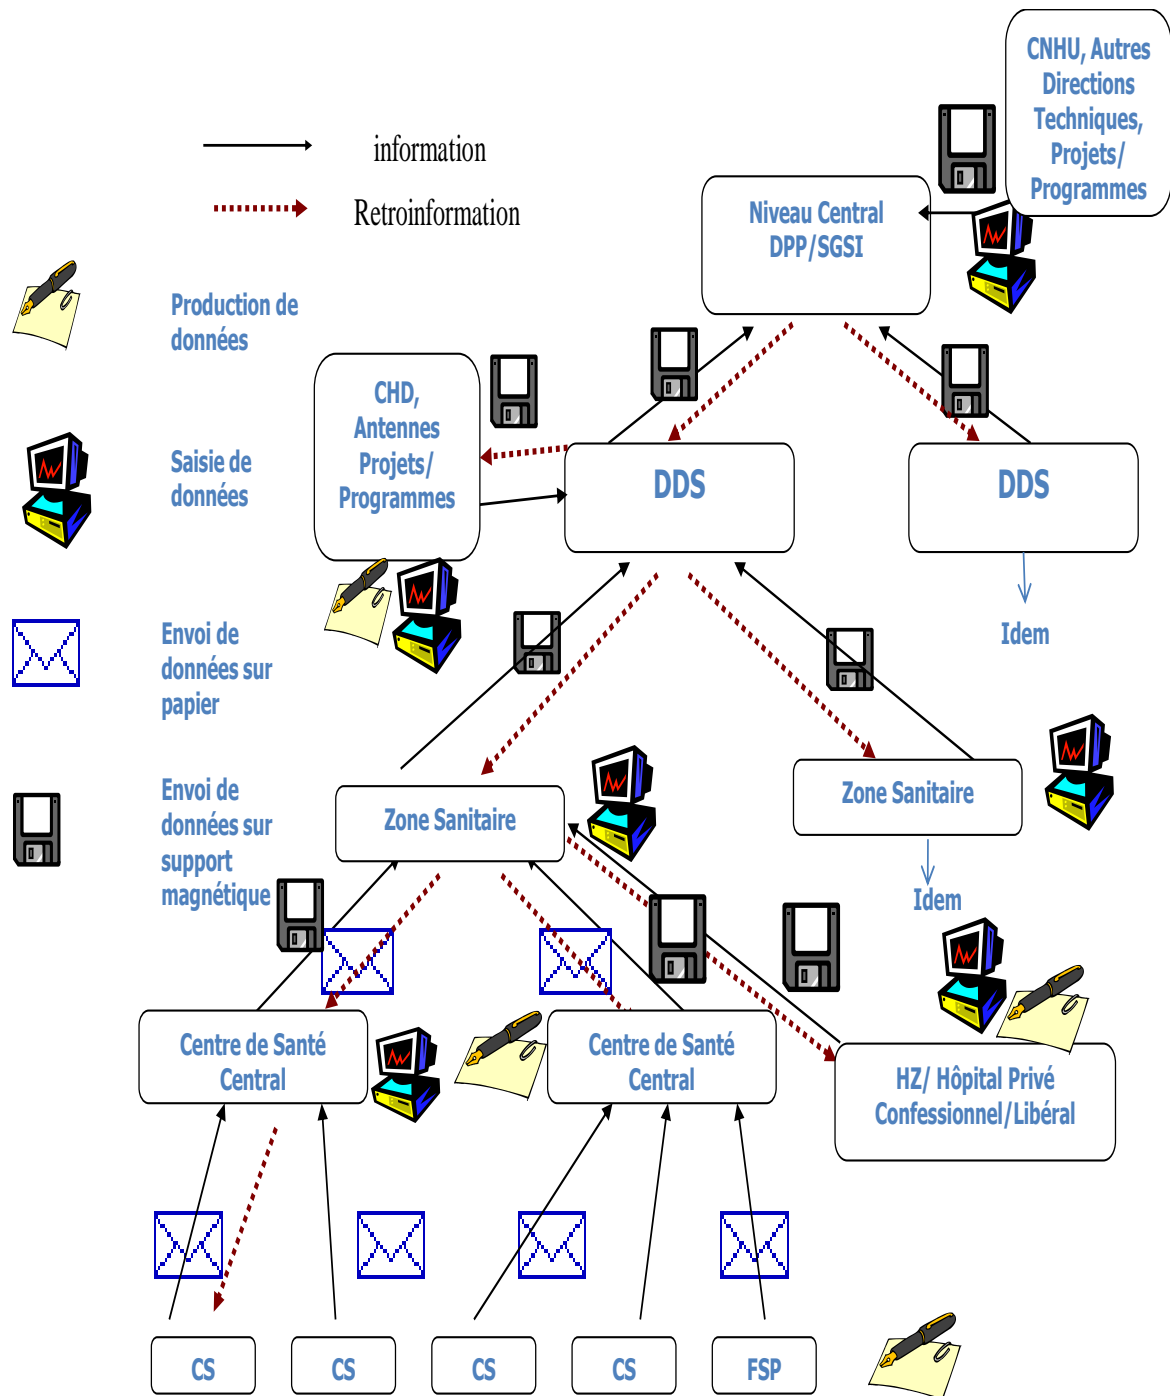 CNHU, Autres
Directions
Techniques,
Projets/
Programmes
information
Retroinformation
Niveau Central
DPP/SGSI
Production de
données
CHD,
Antennes
Projets/
Programmes
Saisie de
données
DDS
DDS
Idem
Envoi de
données sur
papier
Envoi de
données sur
support
magnétique
Zone Sanitaire
Zone Sanitaire
Idem
Centre de Santé
Central
Centre de Santé
Central
HZ/ Hôpital Privé
Confessionnel/Libéral
CS
CS
CS
CS
FSP